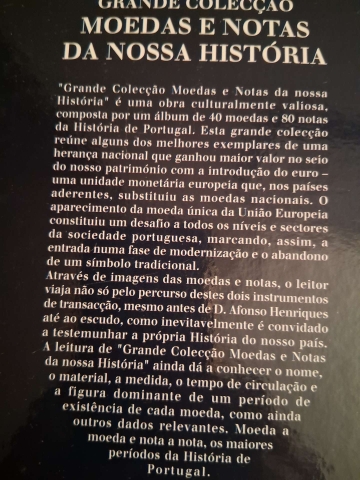 GRANDE COLECÇÃO
MOEDAS E NOTAS
DA NOSSA HISTÓRIA
"Grande Colecção Moedas e Notas da nossa
História" é uma obra culturalmente valiosa,
composta por um álbum de 40 moedas e 80 notas
da História de Portugal. Esta grande colecção
reúne alguns dos melhores exemplares de uma
herança nacional que ganhou maior valor no seio
do nosso património com a introdução do euro –
uma unidade monetária europeia que, nos países
aderentes, substituiu as moedas nacionais. O
aparecimento da moeda única da União Europeia
constituiu um desafio a todos os níveis e sectores
da sociedade portuguesa, marcando, assim, a
entrada numa fase de modernização e o abandono
de um símbolo tradicional.
Através de imagens das moedas e notas, o leitor
viaja não só pelo percurso destes dois instrumentos
de transacção, mesmo antes de D. Afonso Henriques
até ao escudo, como inevitavelmente é convidado
a testemunhar a própria História do nosso país.
A leitura de "Grande Colecção Moedas e Notas
da nossa História" ainda dá a conhecer o nome,
o material, a medida, o tempo de circulação e
a figura dominante de um período de
existência de cada moeda, como ainda
outros dados relevantes. Moeda a
moeda e nota a nota, os maiores
períodos da História de
Portugal.